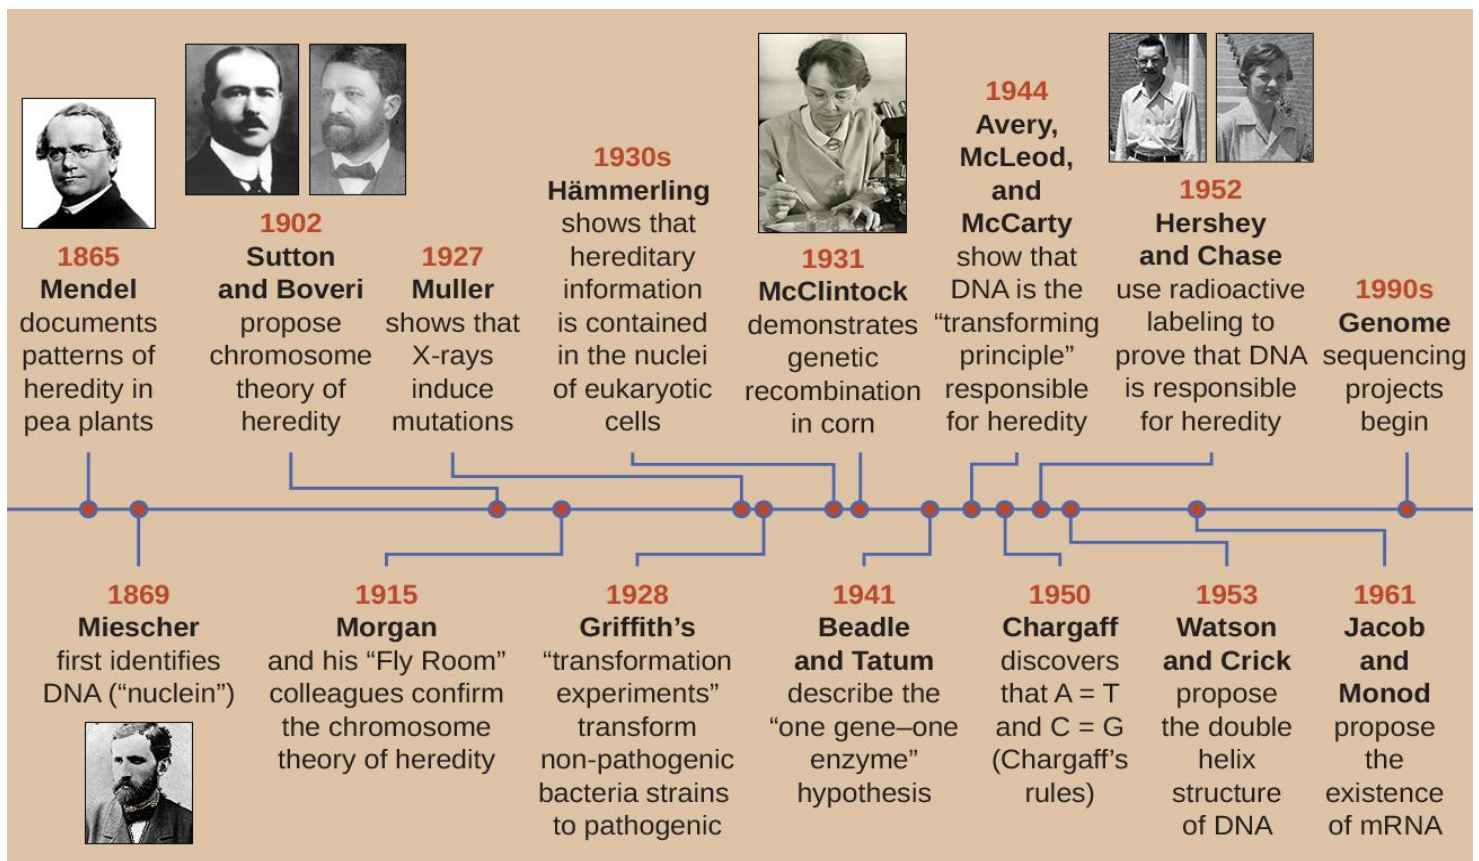 1865
Mendel
documents
patterns of
heredity in
pea plants
1902
Sutton
and Boveri
propose
chromosome
theory of
heredity
1927
Muller
shows that
X-rays
induce
mutations
1930s
Hämmerling
shows that
hereditary
information
is contained
in the nuclei
of eukaryotic
cells
1931
McClintock
demonstrates
genetic
recombination
in corn
1944
Avery,
McLeod,
and
McCarty
show that
DNA is the
“transforming
principle”
responsible
for heredity
1952
Hershey
and Chase
use radioactive
labeling to
prove that DNA
is responsible
for heredity
1990s
Genome
sequencing
projects
begin
1869
Miescher
first identifies
DNA (“nuclein”)
1915
Morgan
and his “Fly Room”
colleagues confirm
the chromosome
theory of heredity
1928
Griffith’s
“transformation
experiments”
transform
non-pathogenic
bacteria strains
to pathogenic
1941
Beadle
and Tatum
describe the
“one gene–one
enzyme”
hypothesis
1950
Chargaff
discovers
that A = T
and C = G
(Chargaff’s
rules)
1953
Watson
and Crick
propose
the double
helix
structure
of DNA
1961
Jacob
and
Monod
propose
the
existence
of mRNA